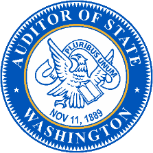 AUDITOR OF STATE
E PLURIBUS UNUM
NOV 11, 1889
WASHINGTON